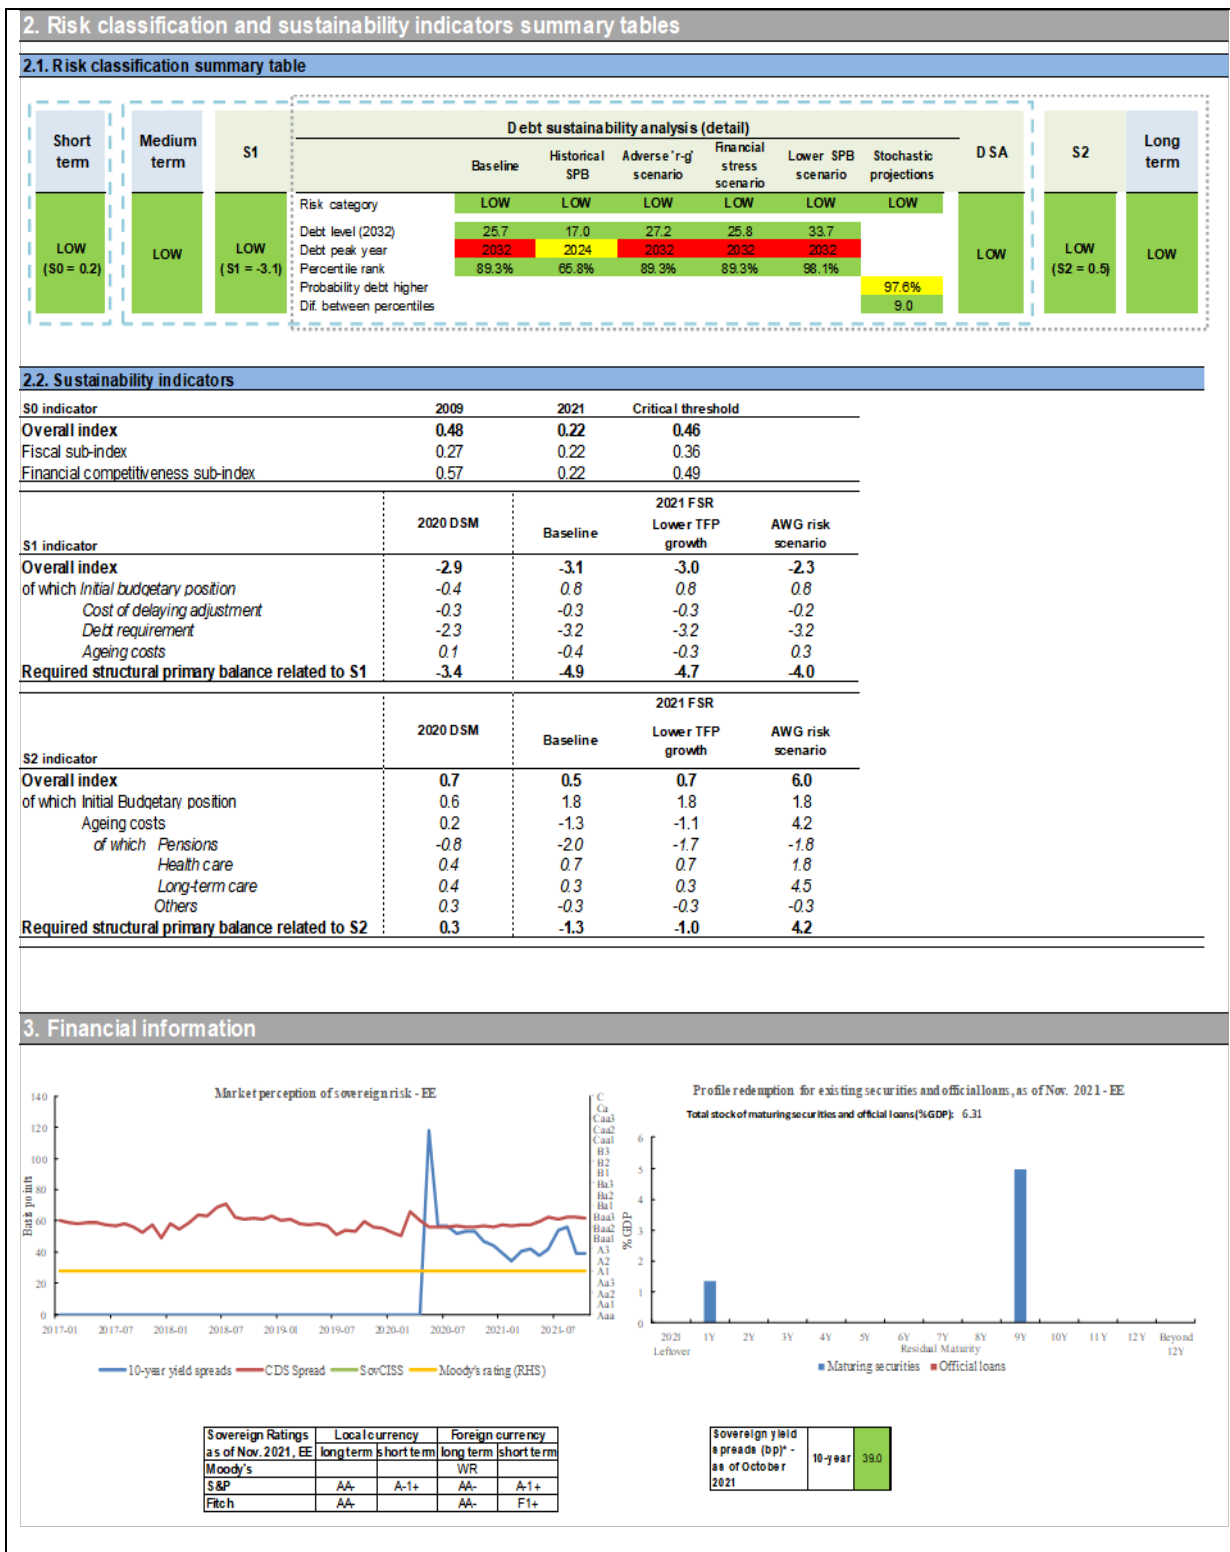 2. Risk classification and sustainability indicators summary tables
2.1. Risk classification summary table
Short term
Medium term
S1
Debt sustainability analysis (detail)
Baseline
Historical SPB
Adverse 'r-g' scenario
Financial stress scenario
Lower SPB scenario
Stochastic projections
DSA
S2
Long term
Risk category LOW LOW LOW LOW LOW LOW
Debt level (2032) 25.7 17.0 27.2 25.8 33.7
Debt peak year 2032 2024 2032 2032 2032
Percentile rank 89.3% 65.8% 89.3% 89.3% 98.1%
Probability debt higher 97.6%
Dif. between percentiles 9.0
LOW (S0 = 0.2)
LOW
LOW (S1 = -3.1)
LOW
LOW (S2 = 0.5)
LOW
2.2. Sustainability indicators
S0 indicator 2009 2021 Critical threshold
Overall index 0.48 0.22 0.46
Fiscal sub-index 0.27 0.22 0.36
Financial competitiveness sub-index 0.57 0.22 0.49
2021 FSR
S1 indicator 2020 DSM Baseline Lower TFP growth AWG risk scenario
Overall index -2.9 -3.1 -3.0 -2.3
of which Initial budgetary position -0.4 0.8 0.8 0.8
Cost of delaying adjustment -0.3 -0.3 -0.3 -0.2
Debt requirement -2.3 -3.2 -3.2 -3.2
Ageing costs 0.1 -0.4 -0.3 0.3
Required structural primary balance related to S1 -3.4 -4.9 -4.7 -4.0
2021 FSR
S2 indicator 2020 DSM Baseline Lower TFP growth AWG risk scenario
Overall index 0.7 0.5 0.7 6.0
of which Initial Budgetary position 0.6 1.8 1.8 1.8
Ageing costs 0.2 -1.3 -1.1 4.2
of which Pensions -0.8 -2.0 -1.7 -1.8
Health care 0.4 0.7 0.7 1.8
Long-term care 0.4 0.3 0.3 4.5
Others 0.3 -0.3 -0.3 -0.3
Required structural primary balance related to S2 0.3 -1.3 -1.0 4.2
3. Financial information
Market perception of sovereign risk - EE
Basis points
140
120
100
80
60
40
20
0
C
Ca
Caa3
Caa2
Caa1
B3
B2
B1
Ba3
Ba2
Ba1
Baa3
Baa2
Baa1
A3
A2
A1
Aa3
Aa2
Aa1
Aaa
2017-01 2017-07 2018-01 2018-07 2019-01 2019-07 2020-01 2020-07 2021-01 2021-07
10-year yield spreads CDS Spread SovCISS Moody's rating (RHS)
Profile redemption for existing securities and official loans, as of Nov. 2021 - EE
Total stock of maturing securities and official loans (%GDP): 6.31
% GDP
6
5
4
3
2
1
0
2021 Leftover 1Y 2Y 3Y 4Y 5Y 6Y 7Y 8Y 9Y 10Y 11Y 12Y Beyond 12Y
Residual Maturity
Maturing securities Official loans
Sovereign Ratings Local currency Foreign currency
as of Nov. 2021, EE long term short term long term short term
Moody's WR
S&P AA- A-1+ AA- A-1+
Fitch AA- AA- F1+
Sovereign yield
spreads (bp)* -
as of October
2021
10-year 39.0